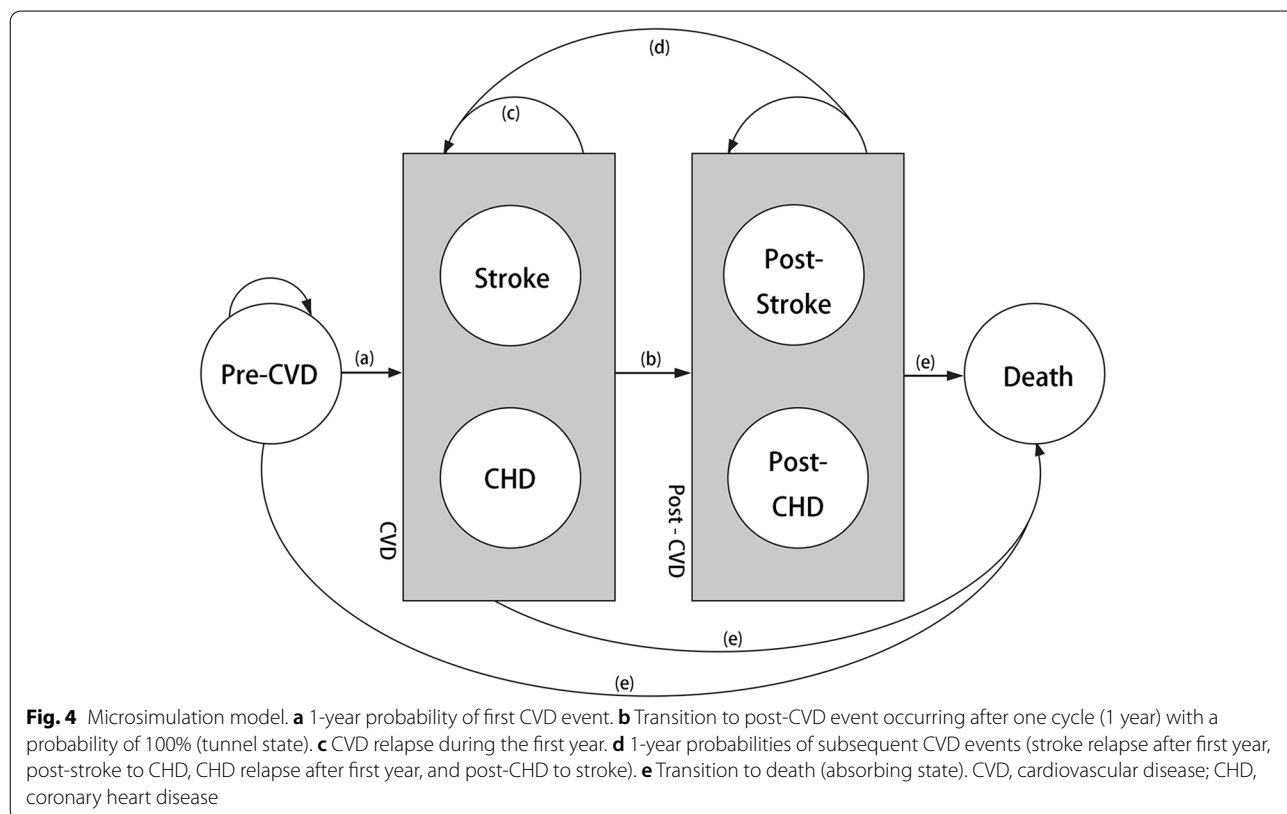 (d)
(c)
Stroke
Post-
Stroke
Pre-CVD
(a)
(b)
(e)
Death
CHD
Post-
CHD
CVD
Post - CVD
(e)
(e)
Fig. 4 Microsimulation model. a 1-year probability of first CVD event. b Transition to post-CVD event occurring after one cycle (1 year) with a
probability of 100% (tunnel state). c CVD relapse during the first year. d 1-year probabilities of subsequent CVD events (stroke relapse after first year,
post-stroke to CHD, CHD relapse after first year, and post-CHD to stroke). e Transition to death (absorbing state). CVD, cardiovascular disease; CHD,
coronary heart disease